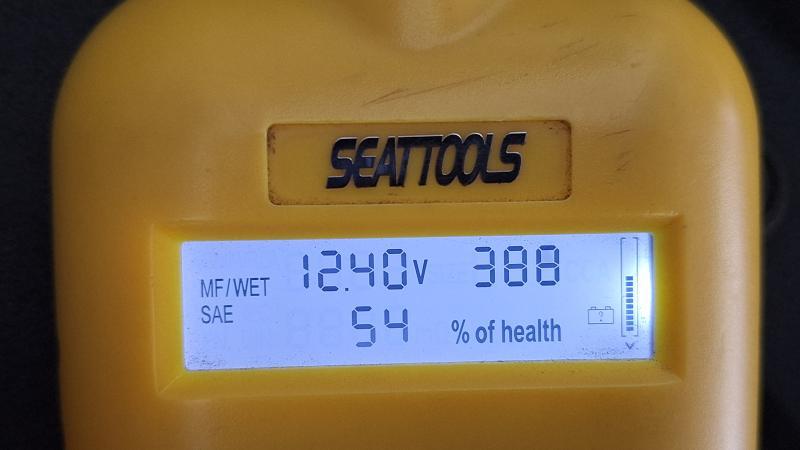 SEATTOOLS
MF/WET 12.40V 388
SAE 54 % of health